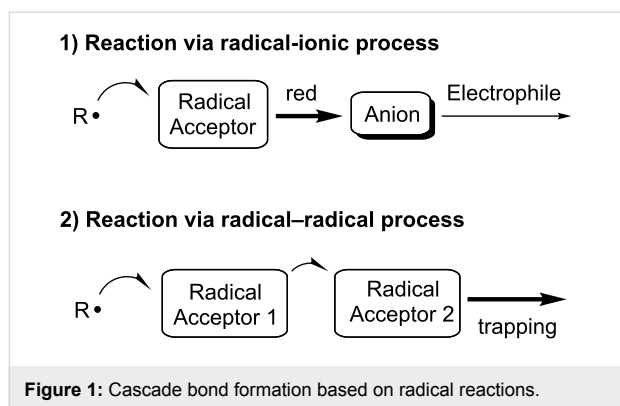 1) Reaction via radical-ionic process
R•
Radical
Acceptor
red
Anion
Electrophile
2) Reaction via radical–radical process
R•
Radical
Acceptor 1
Radical
Acceptor 2
trapping
Figure 1: Cascade bond formation based on radical reactions.